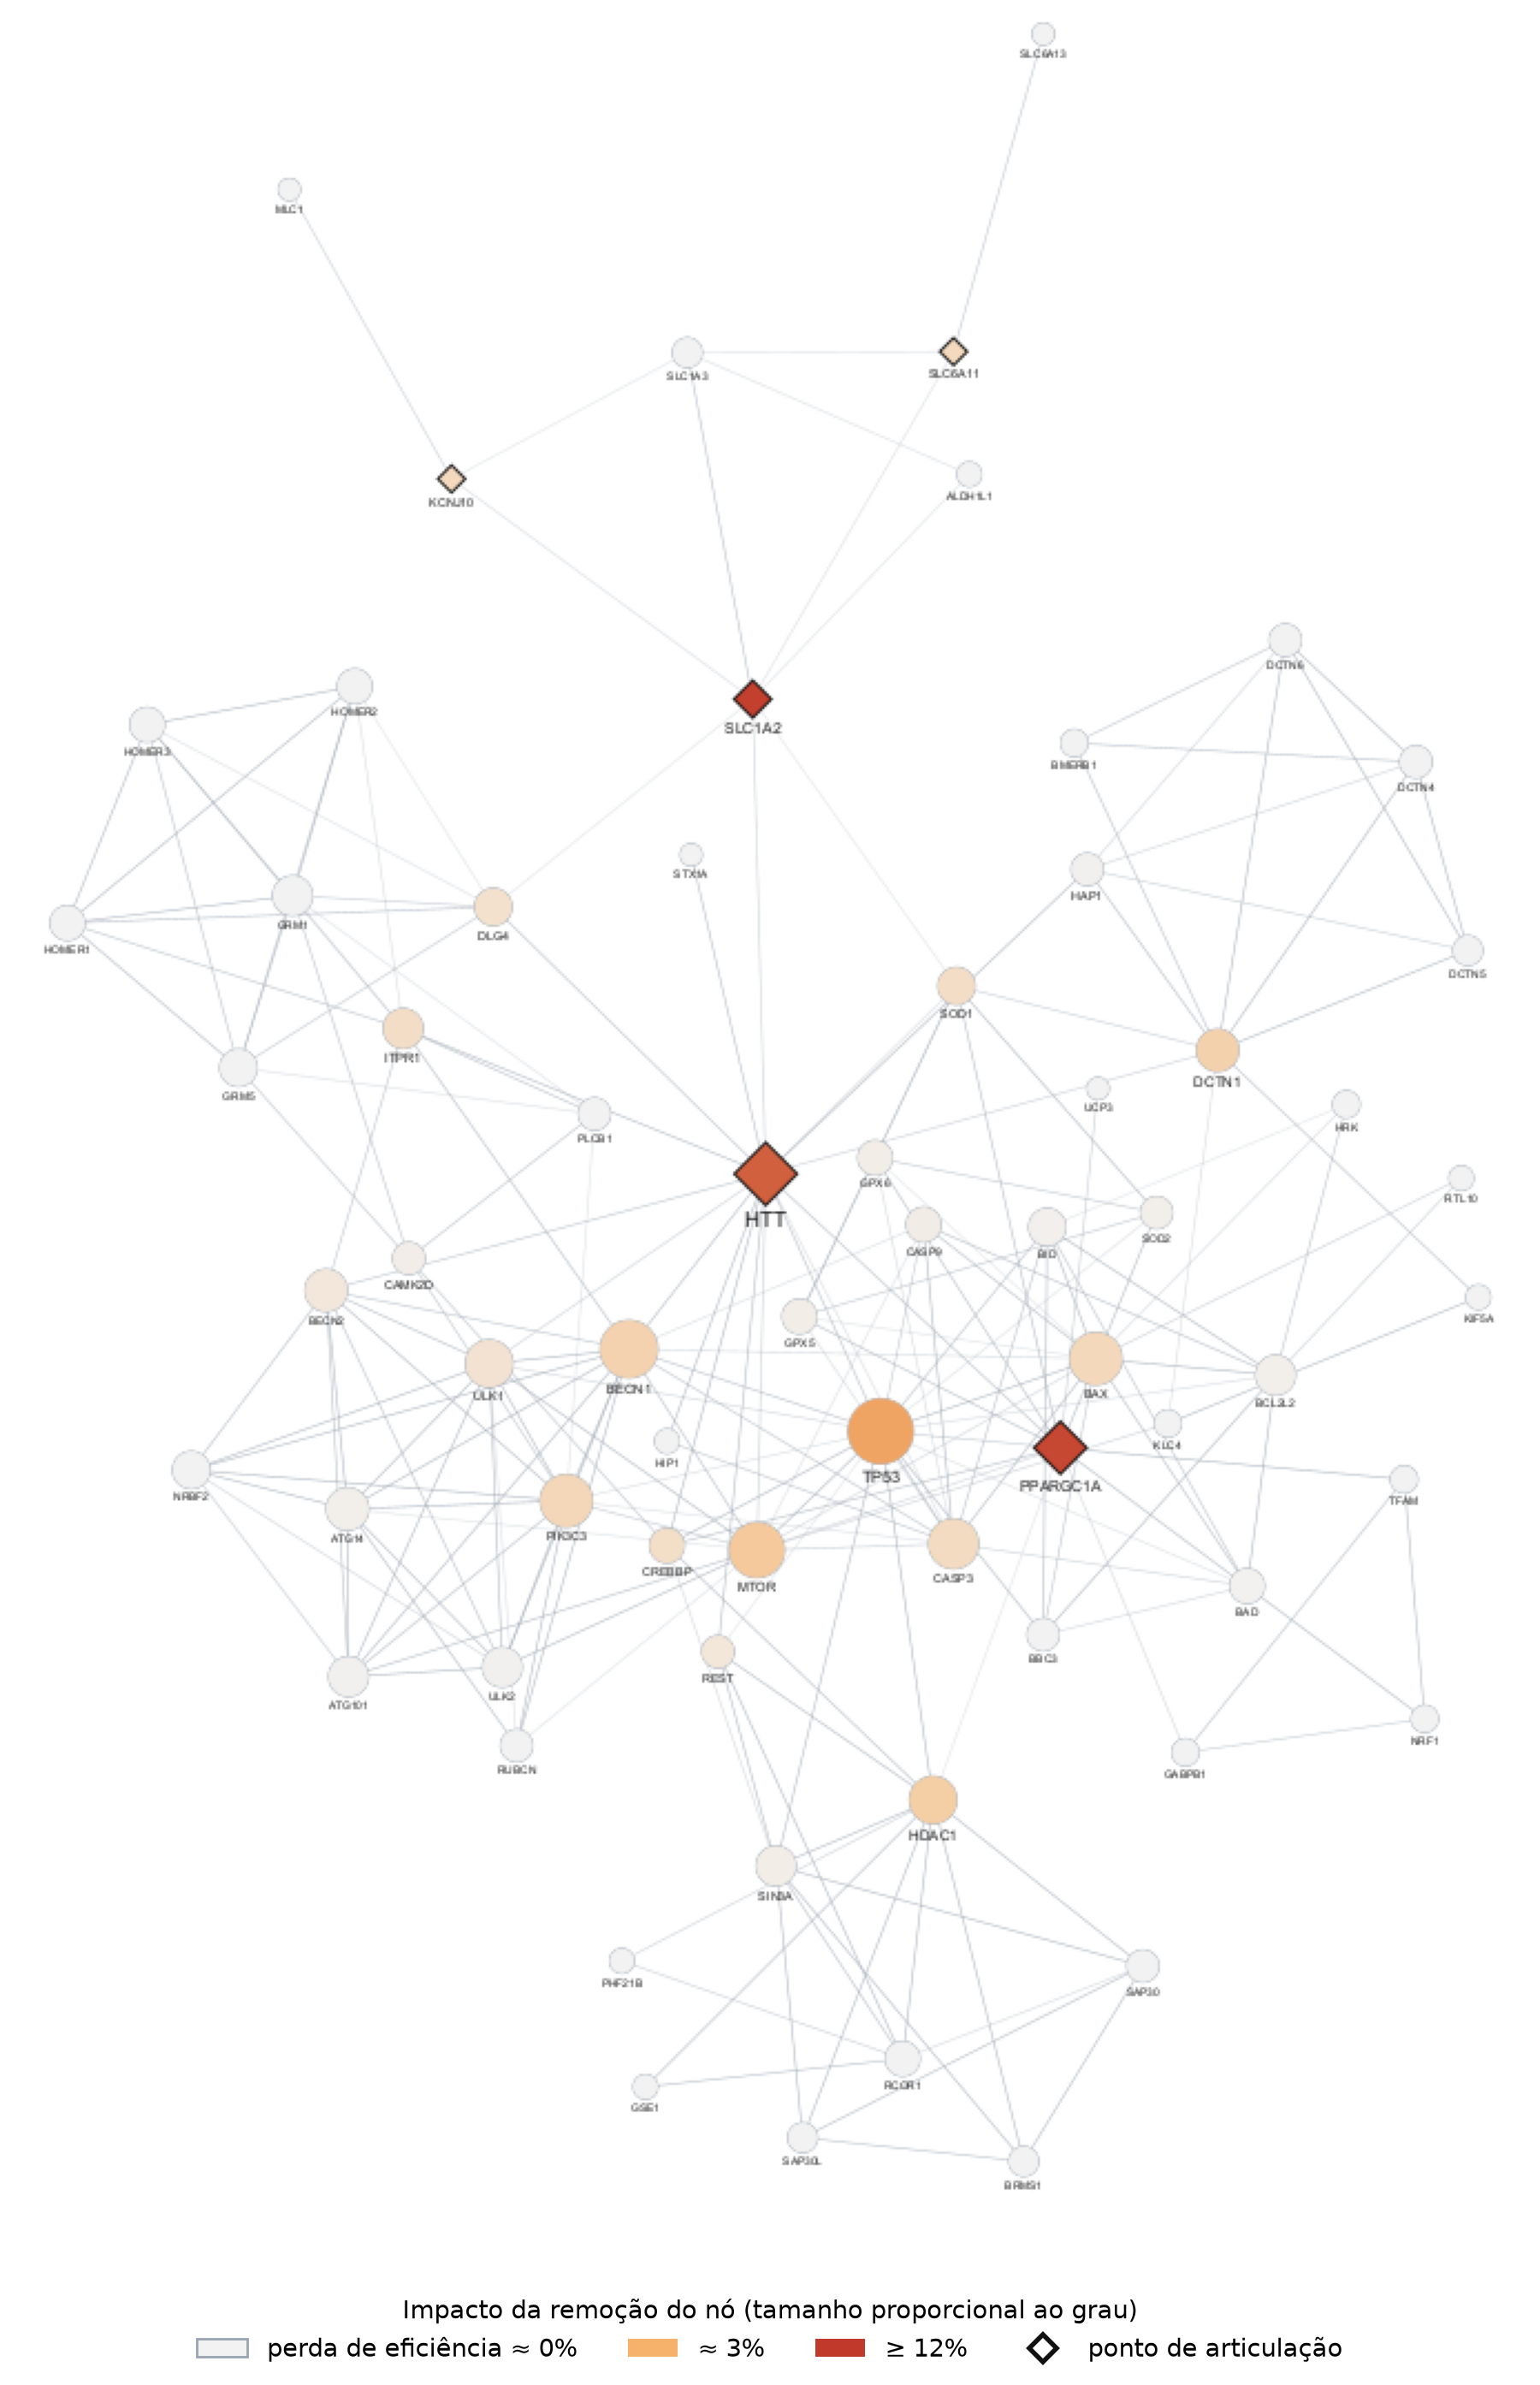 SLC6A13
MLC1
SLC1A3
SLC6A11
KCNJ10
ALDH1L1
SLC1A2
DCTN6
HOMER2
HOMER3
BMERB1
DCTN4
STX1A
HAP1
GRM1
DLG4
HOMER1
DCTN5
SOD1
ITPR1
DCTN1
GRM5
UCP3
HRK
PLCB1
GPX6
RTL10
HTT
CASP9
BID
SOD2
CAMK2D
BECN2
GPX5
KIF5A
ULK1
BECN1
BAX
BCL2L2
KLC4
HIP1
TP53
PPARGC1A
NRBF2
TFAM
ATG14
PIK3C3
CREBBP
MTOR
CASP3
BAD
BBC3
REST
ATG101
ULK2
NRF1
RUBCN
GABPB1
HDAC1
SIN3A
PHF21B
SAP30
RCOR1
GSE1
SAP30L
BRMS1
Impacto da remoção do nó (tamanho proporcional ao grau)
perda de eficiência ≈ 0% ≈ 3% ≥ 12% ponto de articulação